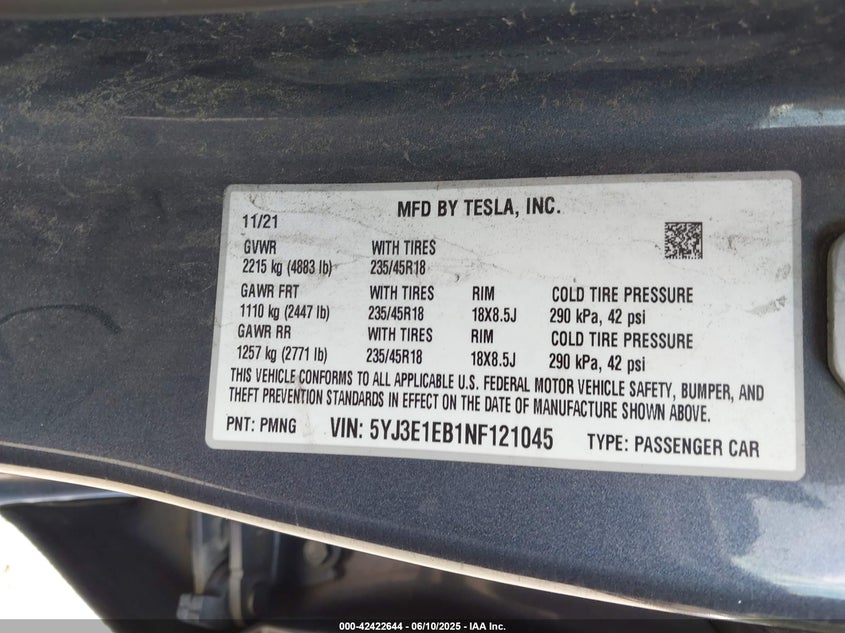 MFD BY TESLA, INC.
11/21
GVWR WITH TIRES
2215 kg (4883 lb) 235/45R18
GAWR FRT WITH TIRES RIM COLD TIRE PRESSURE
1110 kg (2447 lb) 235/45R18 18X8.5J 290 kPa, 42 psi
GAWR RR WITH TIRES RIM COLD TIRE PRESSURE
1257 kg (2771 lb) 235/45R18 18X8.5J 290 kPa, 42 psi
THIS VEHICLE CONFORMS TO ALL APPLICABLE U.S. FEDERAL MOTOR VEHICLE SAFETY, BUMPER, AND
THEFT PREVENTION STANDARDS IN EFFECT ON THE DATE OF MANUFACTURE SHOWN ABOVE.
PNT: PMNG VIN: 5YJ3E1EB1NF121045 TYPE: PASSENGER CAR
000-42422644 - 06/10/2025 - IAA Inc.